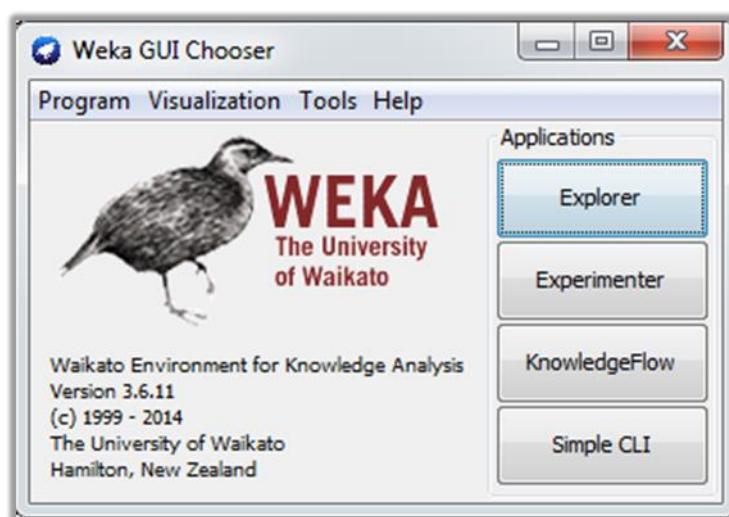 Weka GUI Chooser
Program Visualization Tools Help
WEKA
The University
of Waikato
Waikato Environment for Knowledge Analysis
Version 3.6.11
(c) 1999 - 2014
The University of Waikato
Hamilton, New Zealand
Applications
Explorer
Experimenter
KnowledgeFlow
Simple CLI